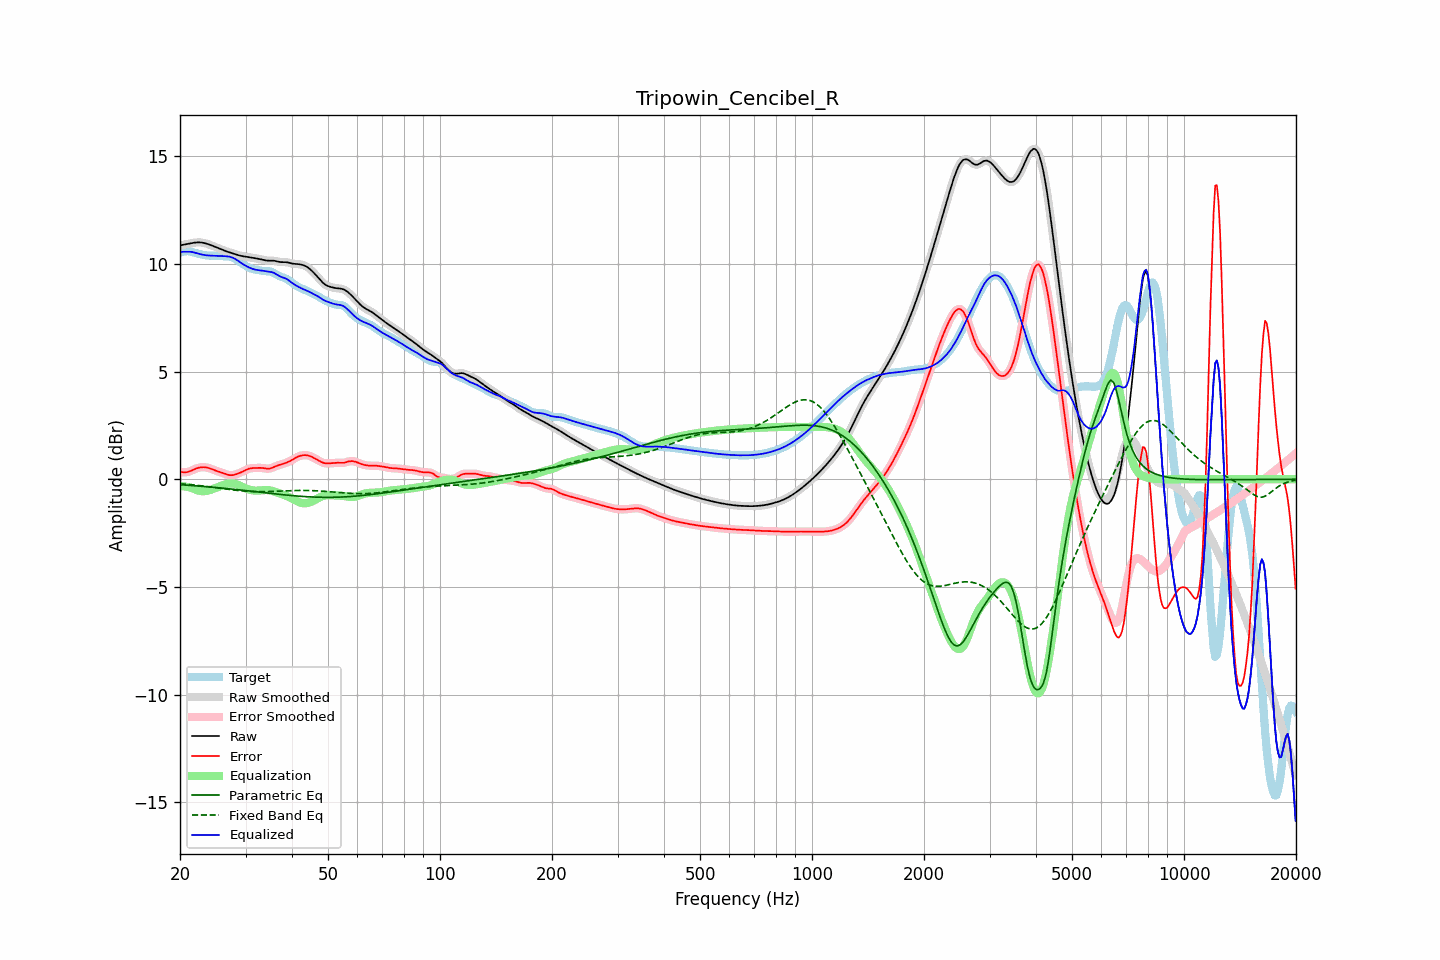 Tripowin_Cencibel_R
Amplitude (dBr)
15
10
5
0
−5
−10
−15
Target
Raw Smoothed
Error Smoothed
Raw
Error
Equalization
Parametric Eq
Fixed Band Eq
Equalized
20
50
100
200
500
1000
2000
5000
10000
20000
Frequency (Hz)